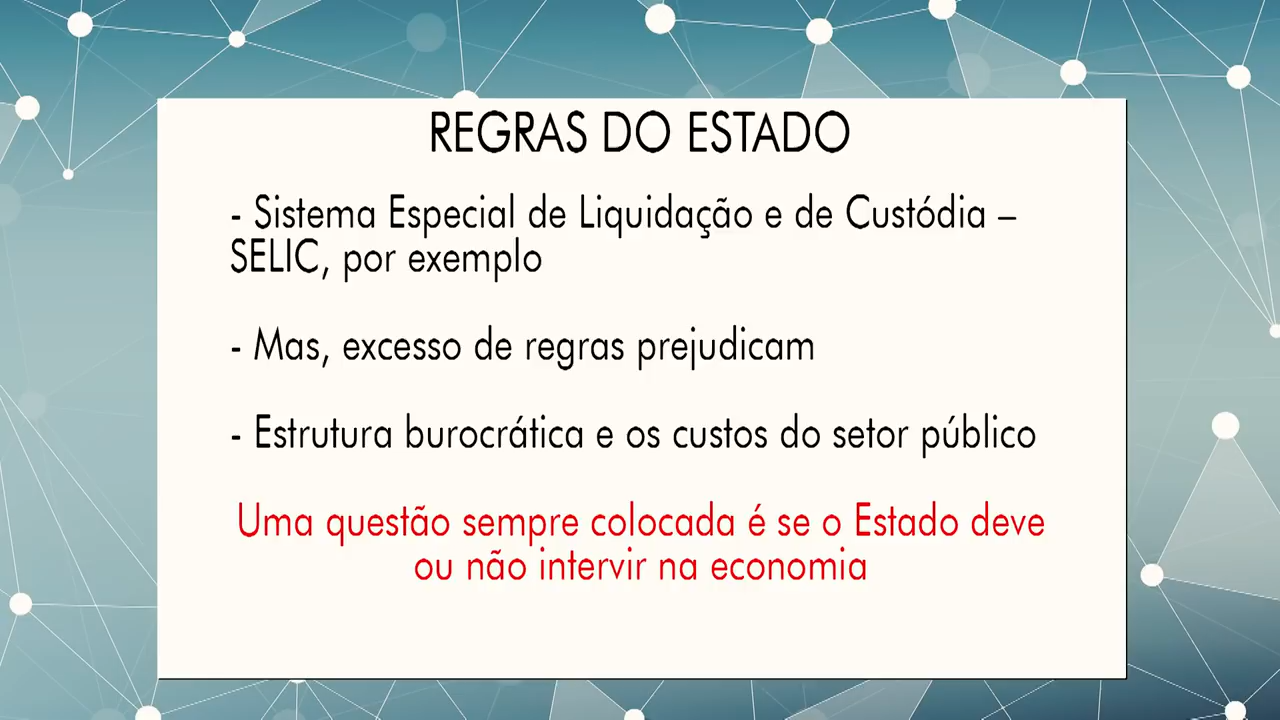 REGRAS DO ESTADO
- Sistema Especial de Liquidação e de Custódia –
SELIC, por exemplo
- Mas, excesso de regras prejudicam
- Estrutura burocrática e os custos do setor público
Uma questão sempre colocada é se o Estado deve
ou não intervir na economia